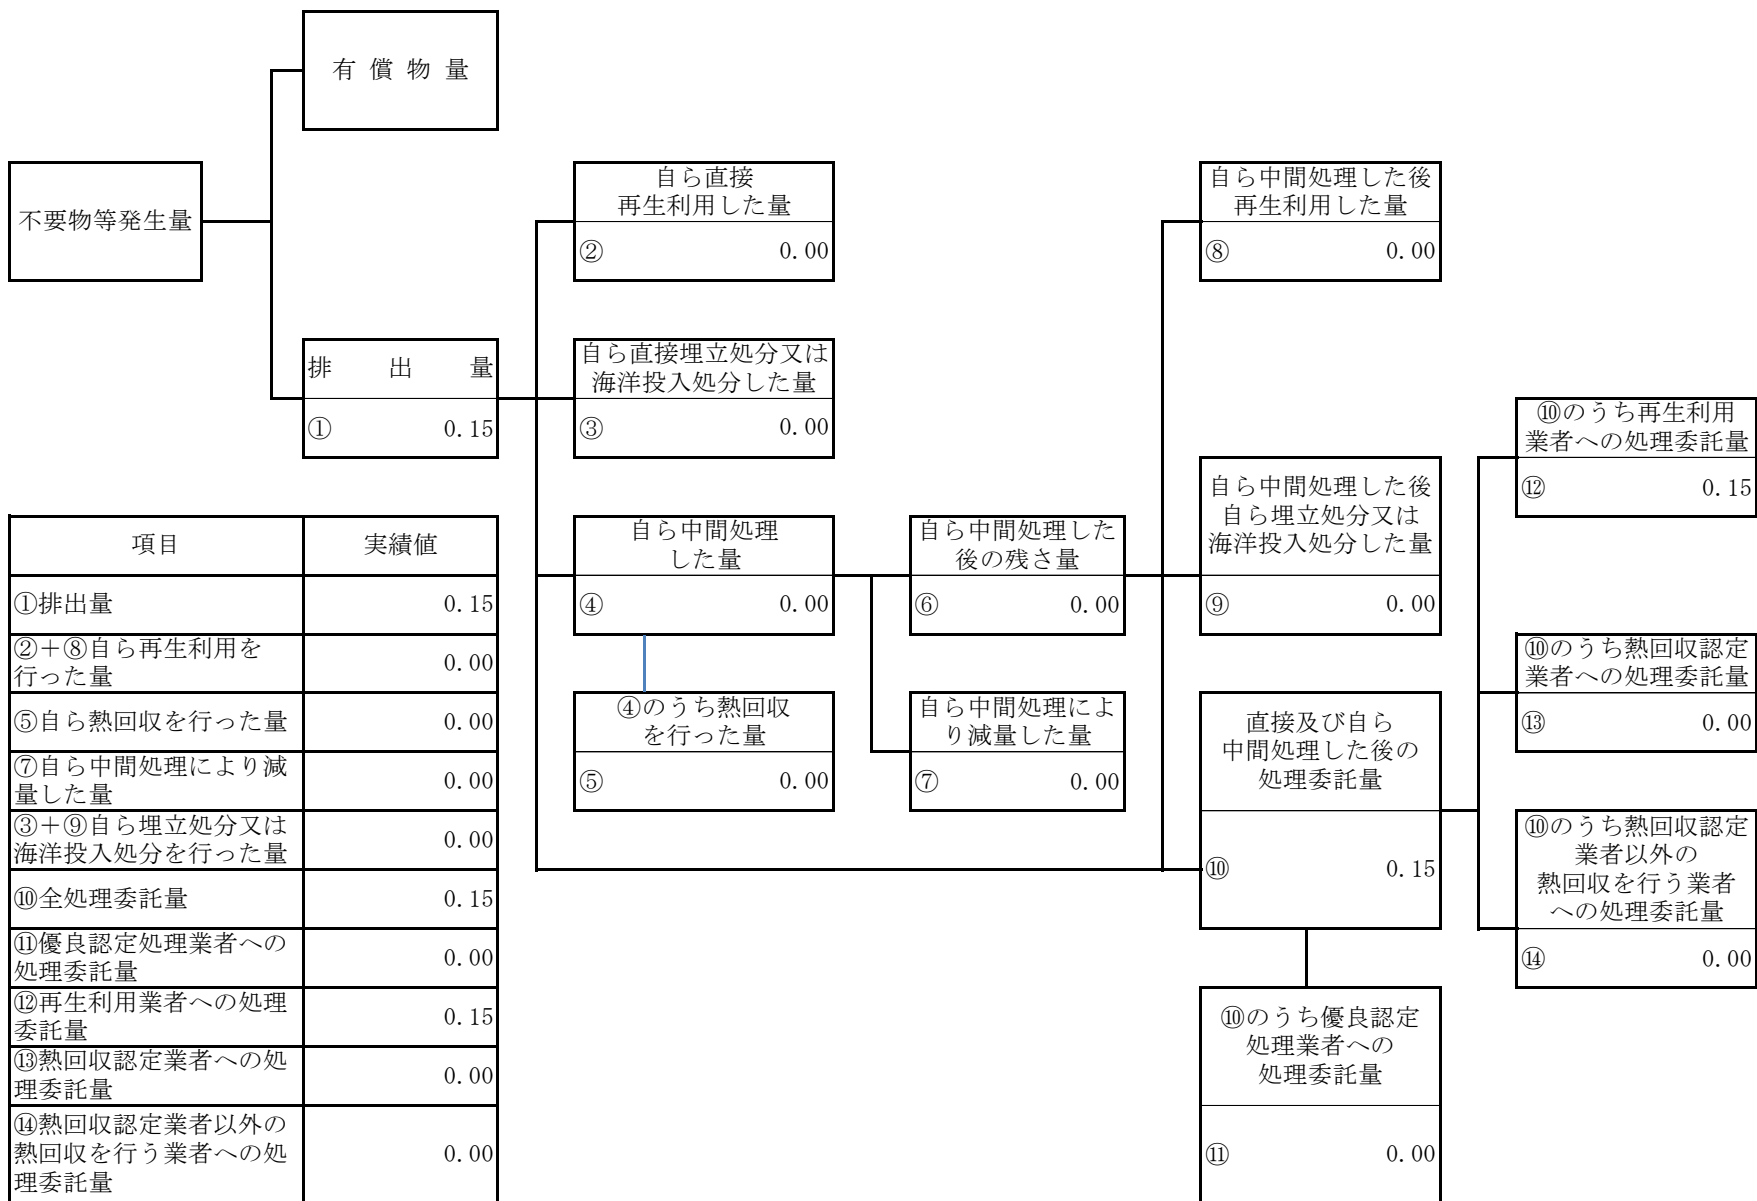 有償物量
不要物等発生量
排出量
① 0.15
自ら直接
再生利用した量
② 0.00
自ら直接埋立処分又は
海洋投入処分した量
③ 0.00
自ら中間処理
した量
④ 0.00
④のうち熱回収
を行った量
⑤ 0.00
自ら中間処理した
後の残さ量
⑥ 0.00
自ら中間処理によ
り減量した量
⑦ 0.00
自ら中間処理した後
再生利用した量
⑧ 0.00
自ら中間処理した後
自ら埋立処分又は
海洋投入処分した量
⑨ 0.00
直接及び自ら
中間処理した後の
処理委託量
⑩ 0.15
⑩のうち優良認定
処理業者への
処理委託量
⑪ 0.00
⑩のうち再生利用
業者への処理委託量
⑫ 0.15
⑩のうち熱回収認定
業者への処理委託量
⑬ 0.00
⑩のうち熱回収認定
業者以外の
熱回収を行う業者
への処理委託量
⑭ 0.00
項目 実績値
①排出量 0.15
②＋⑧自ら再生利用を
行った量 0.00
⑤自ら熱回収を行った量 0.00
⑦自ら中間処理により減
量した量 0.00
③＋⑨自ら埋立処分又は
海洋投入処分を行った量 0.00
⑩全処理委託量 0.15
⑪優良認定処理業者への
処理委託量 0.00
⑫再生利用業者への処理
委託量 0.15
⑬熱回収認定業者への処
理委託量 0.00
⑭熱回収認定業者以外の
熱回収を行う業者への処
理委託量 0.00